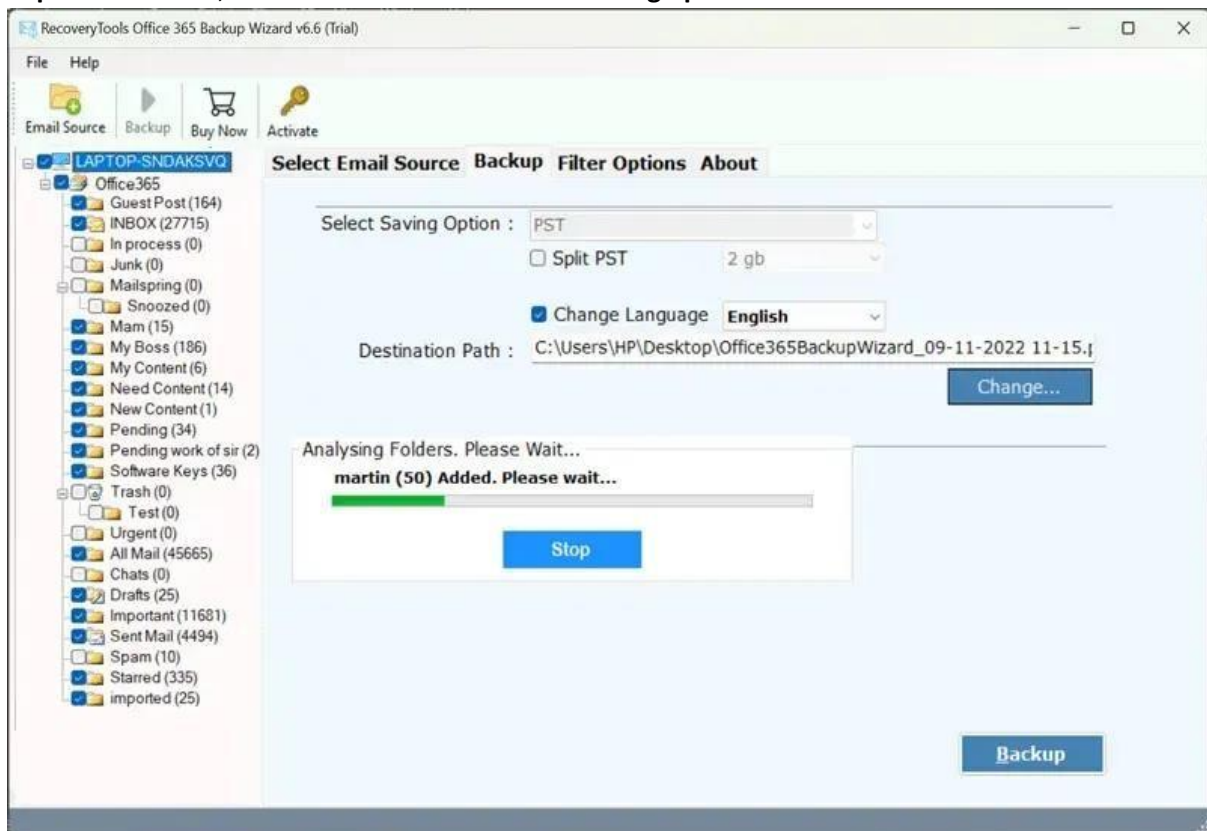 RecoveryTools Office 365 Backup Wizard v6.6 (Trial)
File Help
Email Source Backup Buy Now Activate
LAPTOP-SNDAKSVQ
Office365
Guest Post (164)
INBOX (27715)
In process (0)
Junk (0)
Mailspring (0)
Snoozed (0)
Mam (15)
My Boss (186)
My Content (6)
Need Content (14)
New Content (1)
Pending (34)
Pending work of sir (2)
Software Keys (36)
Trash (0)
Test (0)
Urgent (0)
All Mail (45665)
Chats (0)
Drafts (25)
Important (11681)
Sent Mail (4494)
Spam (10)
Starred (335)
imported (25)
Select Email Source Backup Filter Options About
Select Saving Option : PST
Split PST 2 gb
Change Language English
Destination Path : C:\Users\HP\Desktop\Office365BackupWizard_09-11-2022 11-15.
Change...
Analysing Folders. Please Wait...
martin (50) Added. Please wait...
Stop
Backup